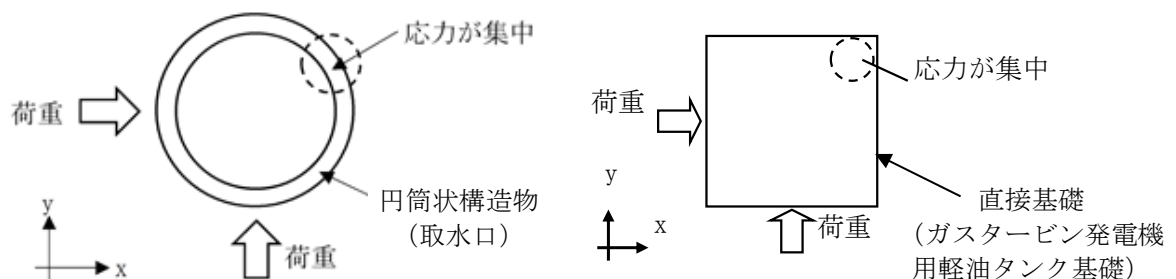 応力が集中
荷重
円筒状構造物
（取水口）
荷重
y
x
応力が集中
荷重
直接基礎
（ガスタービン発電機
用軽油タンク基礎）
荷重
y
x